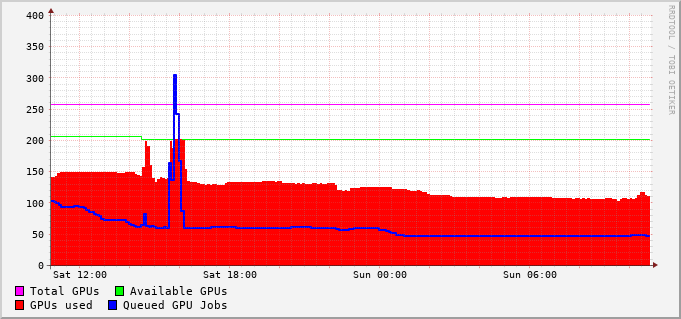 400
350
300
250
200
150
100
50
0
Sat 12:00 Sat 18:00 Sun 00:00 Sun 06:00
Total GPUs Available GPUs
GPUs used Queued GPU Jobs
RRDTOOL / TOBI OETIKER